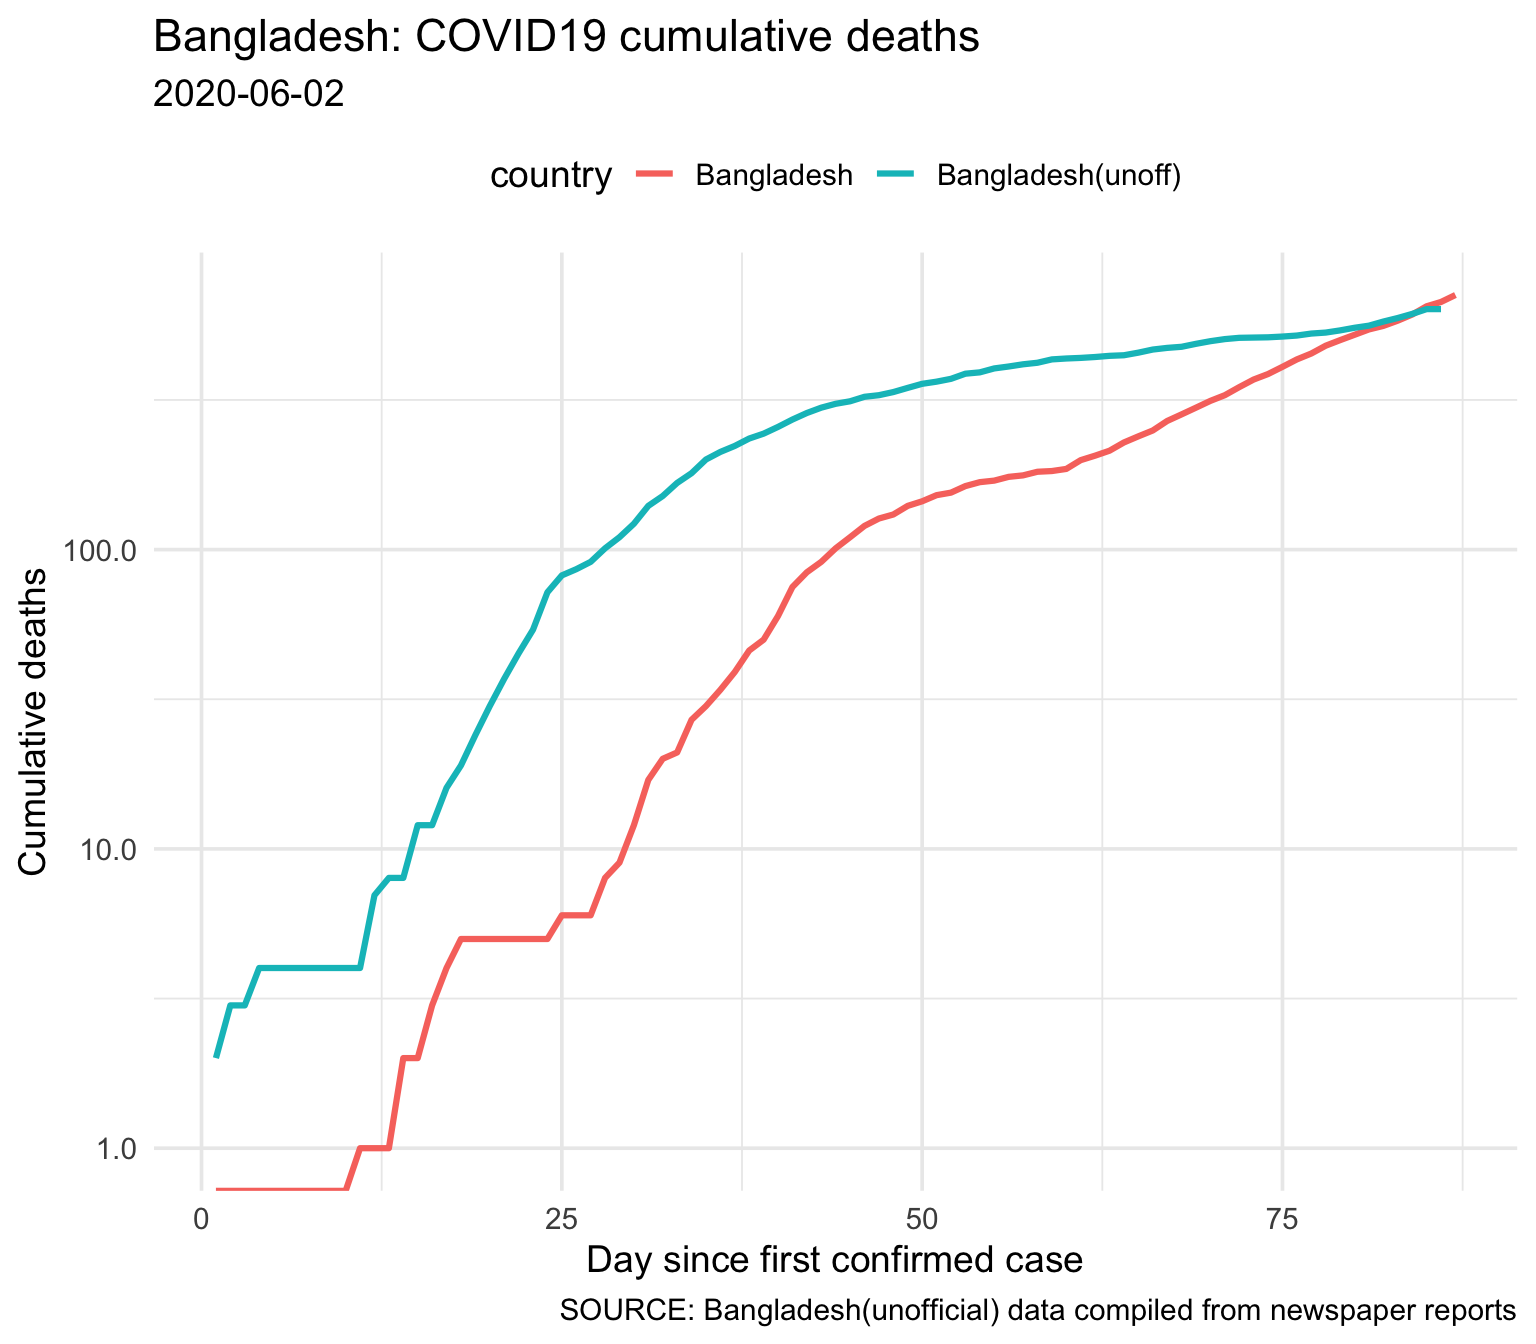 Bangladesh: COVID19 cumulative deaths
2020-06-02
country Bangladesh Bangladesh(unoff)
Cumulative deaths
100.0
10.0
1.0
0 25 50 75
Day since first confirmed case
SOURCE: Bangladesh(unofficial) data compiled from newspaper reports